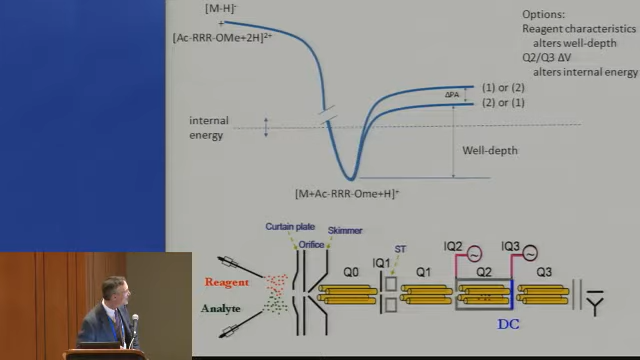 [M-H]⁻
+
[Ac-RRR-OMe+2H]²⁺
Options:
Reagent characteristics
alters well-depth
Q2/Q3 ΔV
alters internal energy
(1) or (2)
ΔPA
(2) or (1)
internal
energy
Well-depth
[M+Ac-RRR-Ome+H]⁺
Curtain plate
Skimmer
Orifice
ST
IQ1
IQ2
IQ3
Q0
Q1
Q2
Q3
Reagent
Analyte
DC